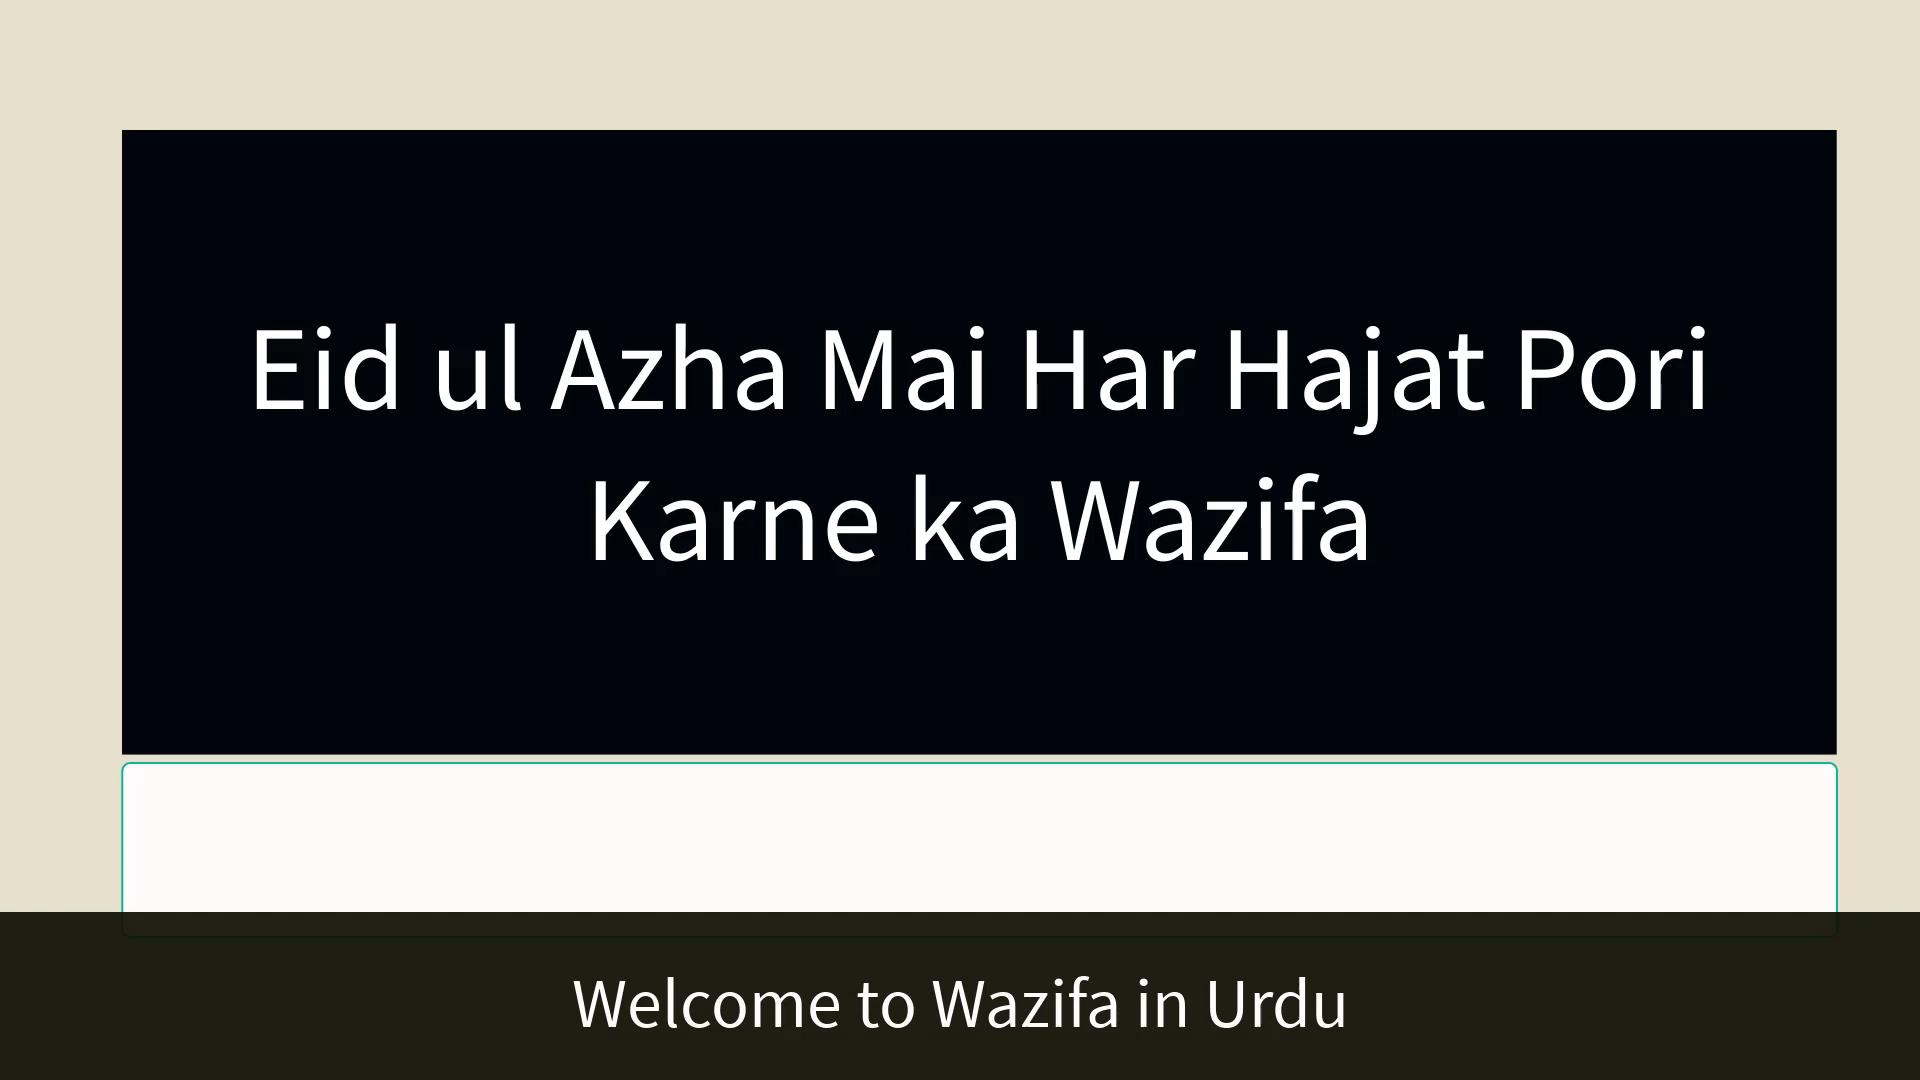 Eid ul Azha Mai Har Hajat Pori
Karne ka Wazifa
Welcome to Wazifa in Urdu